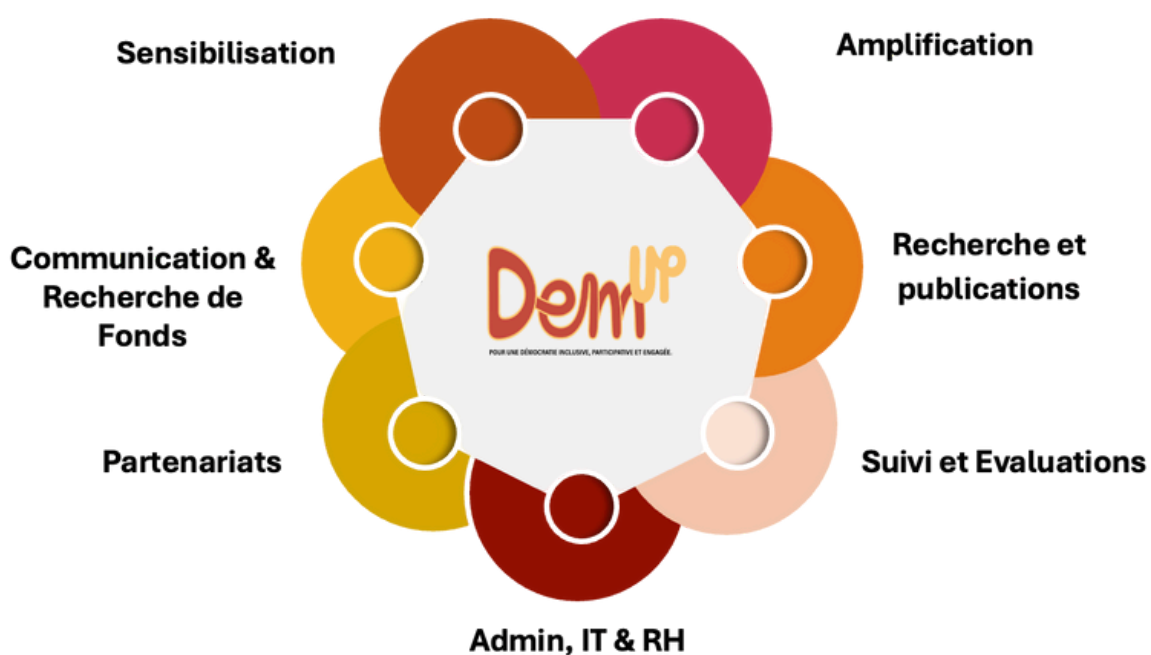 Sensibilisation
Amplification
Communication &
Recherche de
Fonds
Recherche et
publications
DemUP
POUR UNE DÉMOCRATIE INCLUSIVE, PARTICIPATIVE ET ENGAGÉE.
Partenariats
Suivi et Evaluations
Admin, IT & RH